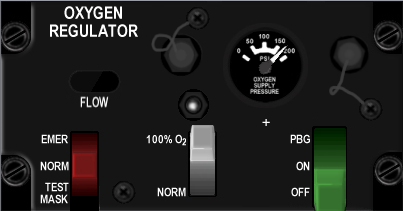 OXYGEN
REGULATOR
FLOW
0 50 100 150 200
PSI
OXYGEN
SUPPLY
PRESSURE
EMER
NORM
TEST
MASK
100% O₂
NORM
PBG
ON
OFF